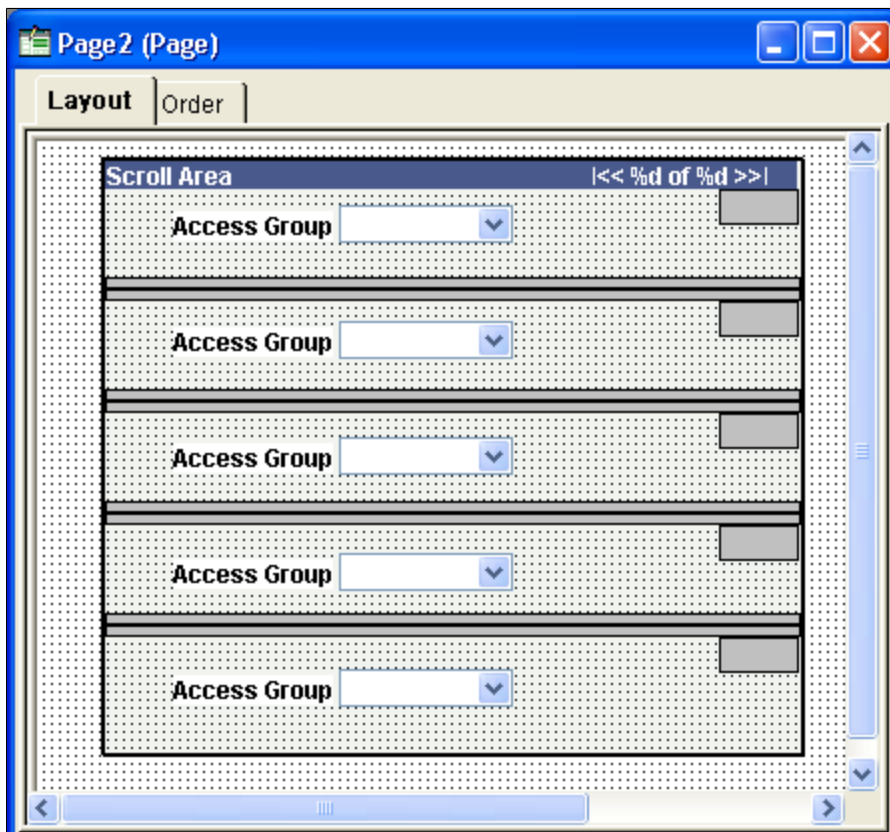 Page2 (Page)
Layout Order
Scroll Area |<< %d of %d >>|
Access Group
Access Group
Access Group
Access Group
Access Group